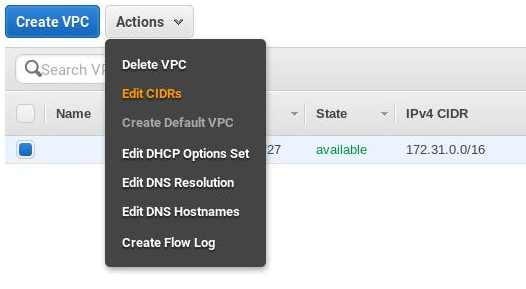 Create VPC Actions
Search VP
Delete VPC
Edit CIDRs
Create Default VPC
Edit DHCP Options Set
Edit DNS Resolution
Edit DNS Hostnames
Create Flow Log
Name State IPv4 CIDR
27 available 172.31.0.0/16